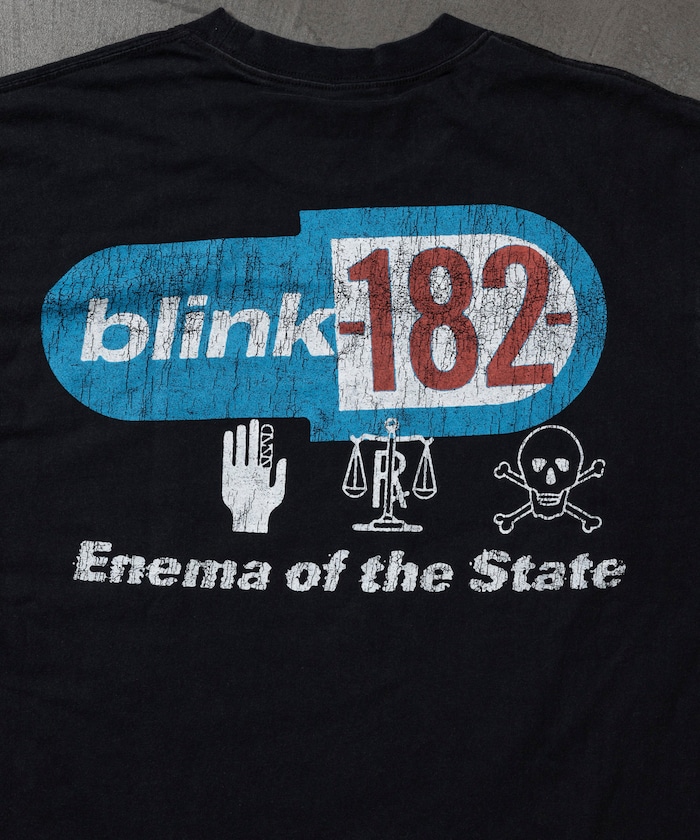 blink-182-
R
Enema of the State